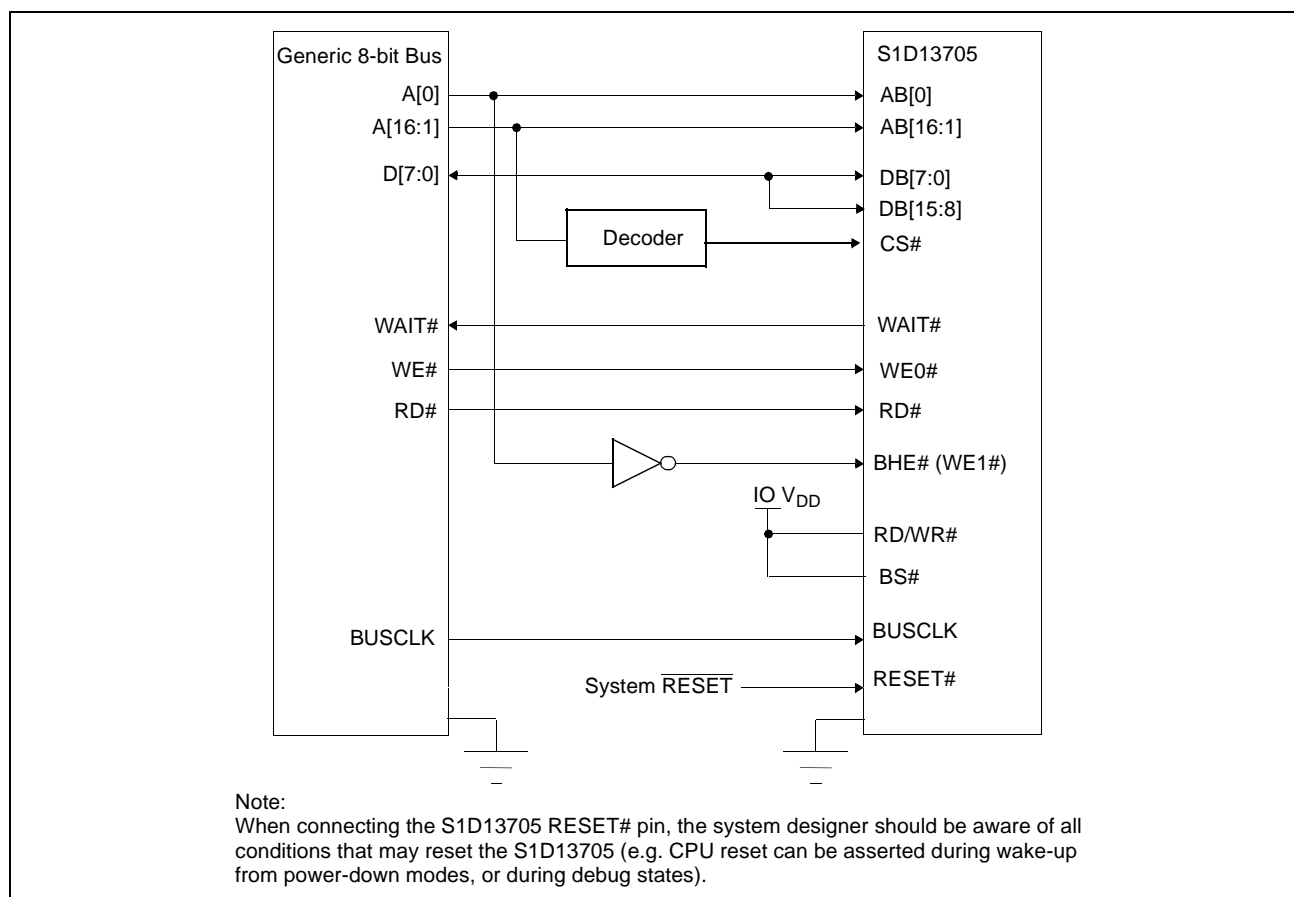 Generic 8-bit Bus
S1D13705
A[0]
AB[0]
A[16:1]
AB[16:1]
D[7:0]
DB[7:0]
DB[15:8]
Decoder
CS#
WAIT#
WAIT#
WE#
WE0#
RD#
RD#
BHE# (WE1#)
IO VDD
RD/WR#
BS#
BUSCLK
BUSCLK
System RESET
RESET#
Note:
When connecting the S1D13705 RESET# pin, the system designer should be aware of all
conditions that may reset the S1D13705 (e.g. CPU reset can be asserted during wake-up
from power-down modes, or during debug states).